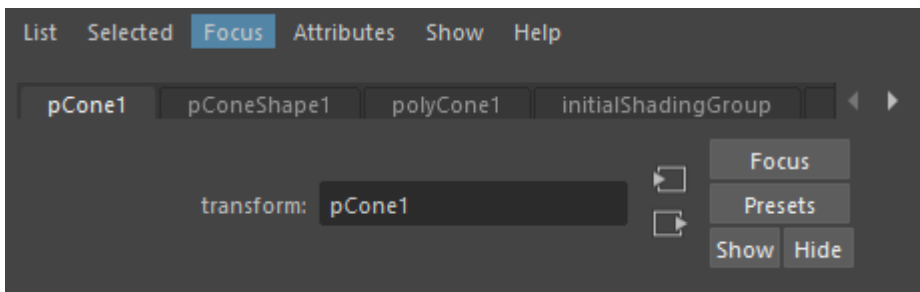 List Selected Focus Attributes Show Help
pCone1 pConeShape1 polyCone1 initialShadingGroup
Focus
transform: pCone1 Presets
Show Hide